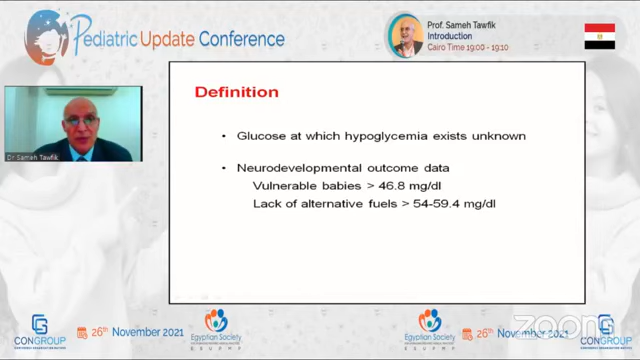 Pediatric Update Conference
Prof. Sameh Tawfik
Introduction
Cairo Time 19:00 - 19:10
Definition
• Glucose at which hypoglycemia exists unknown
• Neurodevelopmental outcome data
Vulnerable babies > 46.8 mg/dl
Lack of alternative fuels > 54-59.4 mg/dl
Dr Sameh Tawfik
CONGROUP
26th November 2021
Egyptian Society
Egyptian Society
26th November 2021
CONGROUP
zoom